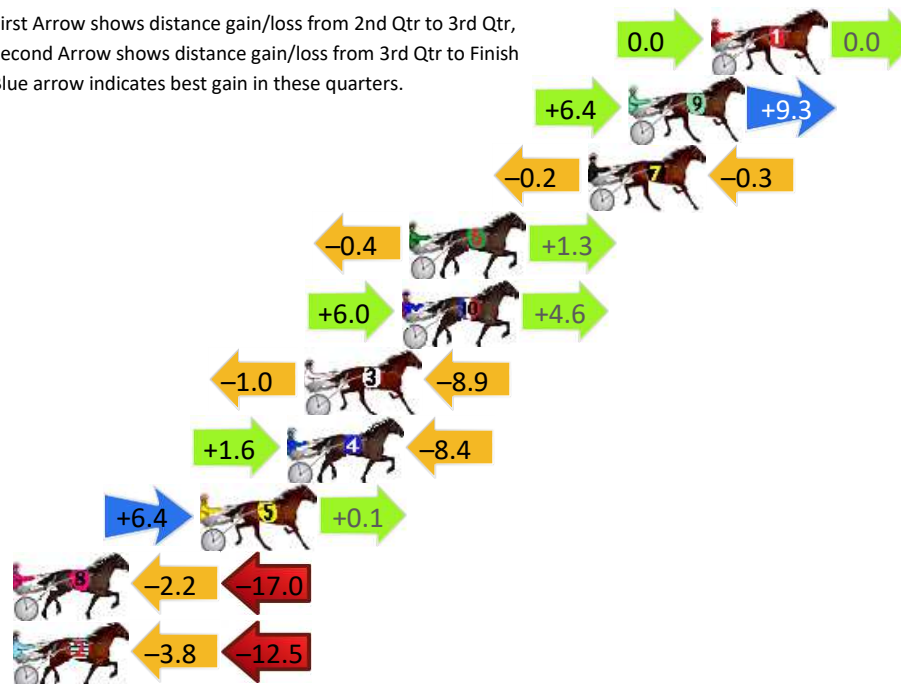 irst Arrow shows distance gain/loss from 2nd Qtr to 3rd Qtr,
econd Arrow shows distance gain/loss from 3rd Qtr to Finish
Blue arrow indicates best gain in these quarters.
0.0 1 0.0
+6.4 9 +9.3
–0.2 7 –0.3
–0.4 +1.3
+6.0 10 +4.6
–1.0 3 –8.9
+1.6 4 –8.4
+6.4 5 +0.1
8 –2.2 –17.0
–3.8 –12.5